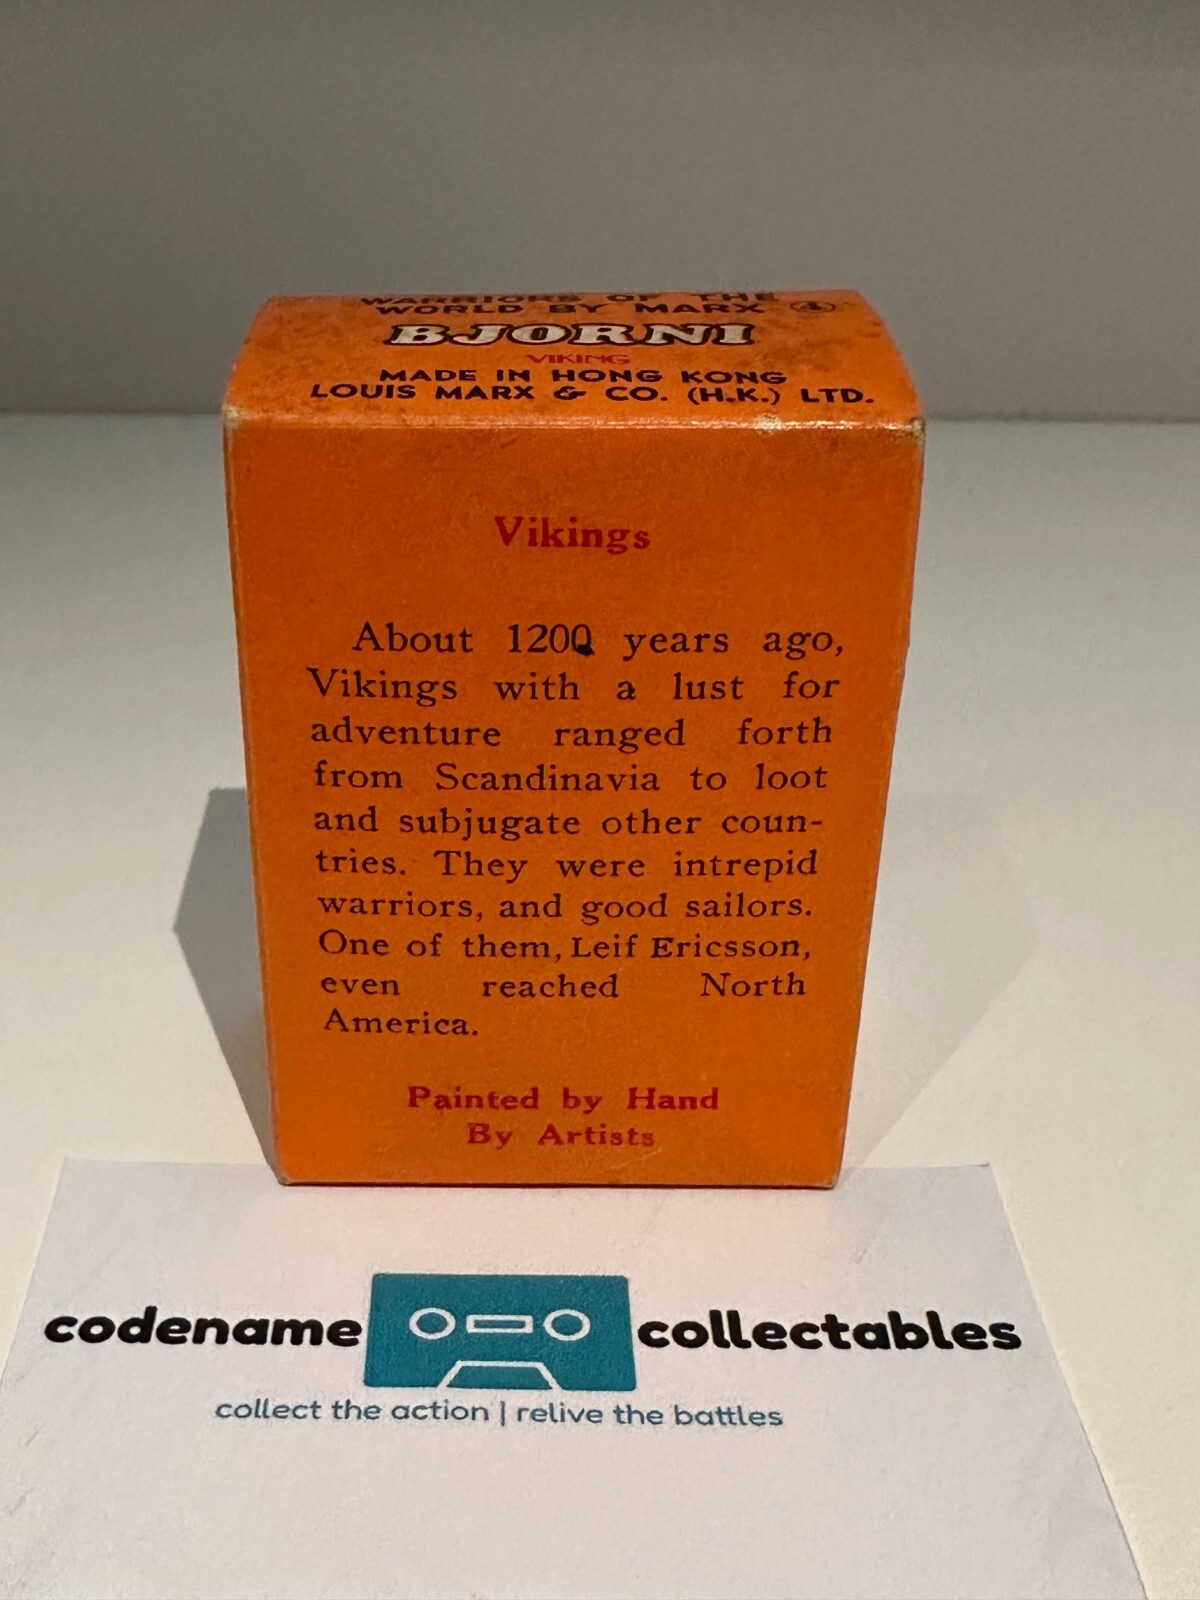 WARRIORS OF THE
WORLD BY MARX 4
BJORNI
VIKING
MADE IN HONG KONG
LOUIS MARX & CO. (H.K.) LTD.
Vikings
About 1200 years ago,
Vikings with a lust for
adventure ranged forth
from Scandinavia to loot
and subjugate other coun-
tries. They were intrepid
warriors, and good sailors.
One of them, Leif Ericsson,
even reached North
America.
Painted by Hand
By Artists
codename collectables
collect the action | relive the battles